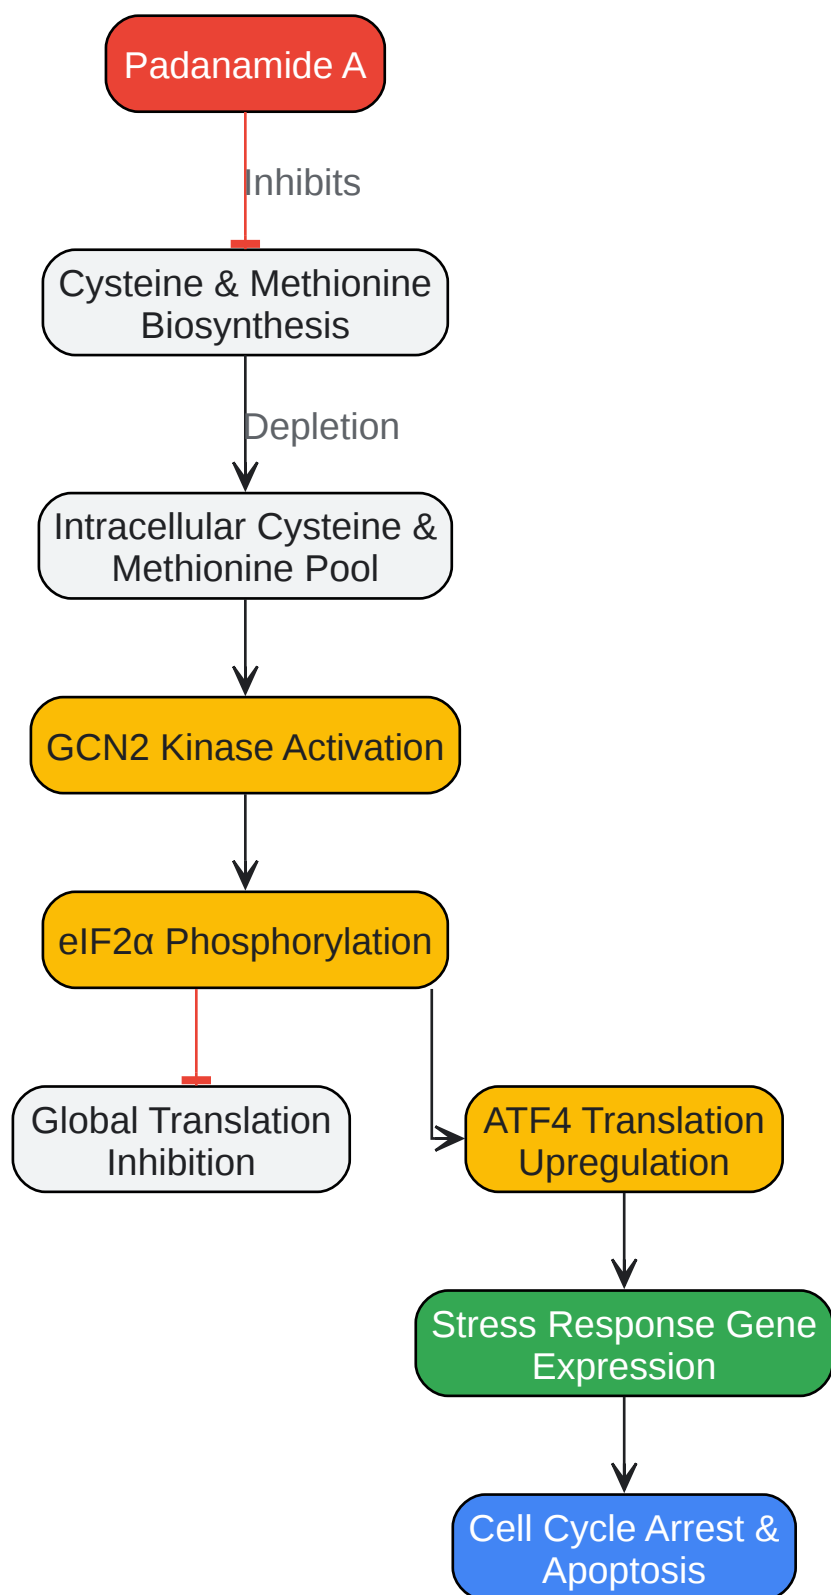 Padanamide A
Inhibits
Cysteine & Methionine
Biosynthesis
Depletion
Intracellular Cysteine &
Methionine Pool
GCN2 Kinase Activation
eIF2α Phosphorylation
Global Translation
Inhibition
ATF4 Translation
Upregulation
Stress Response Gene
Expression
Cell Cycle Arrest &
Apoptosis